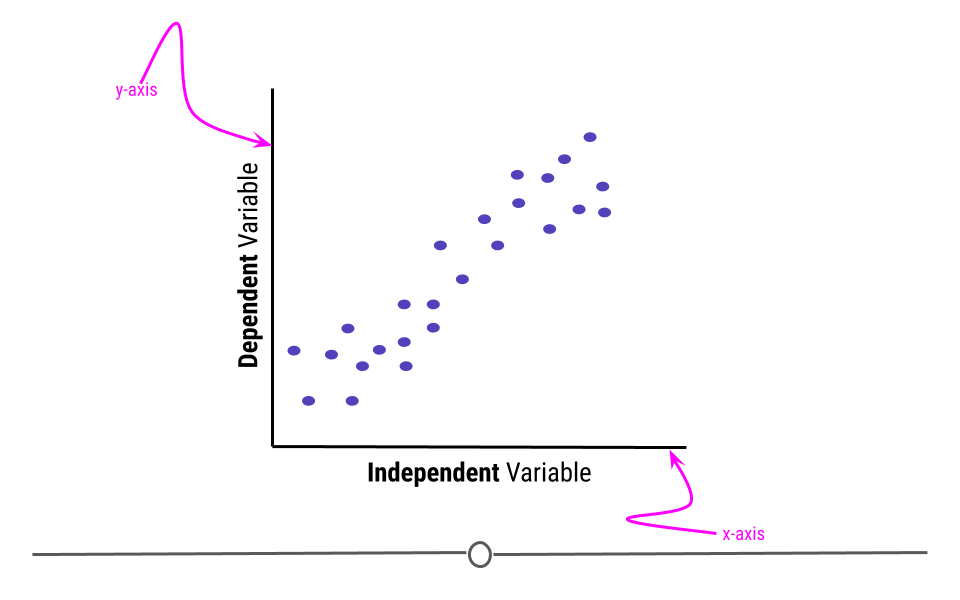 y-axis
Dependent Variable
Independent Variable
x-axis